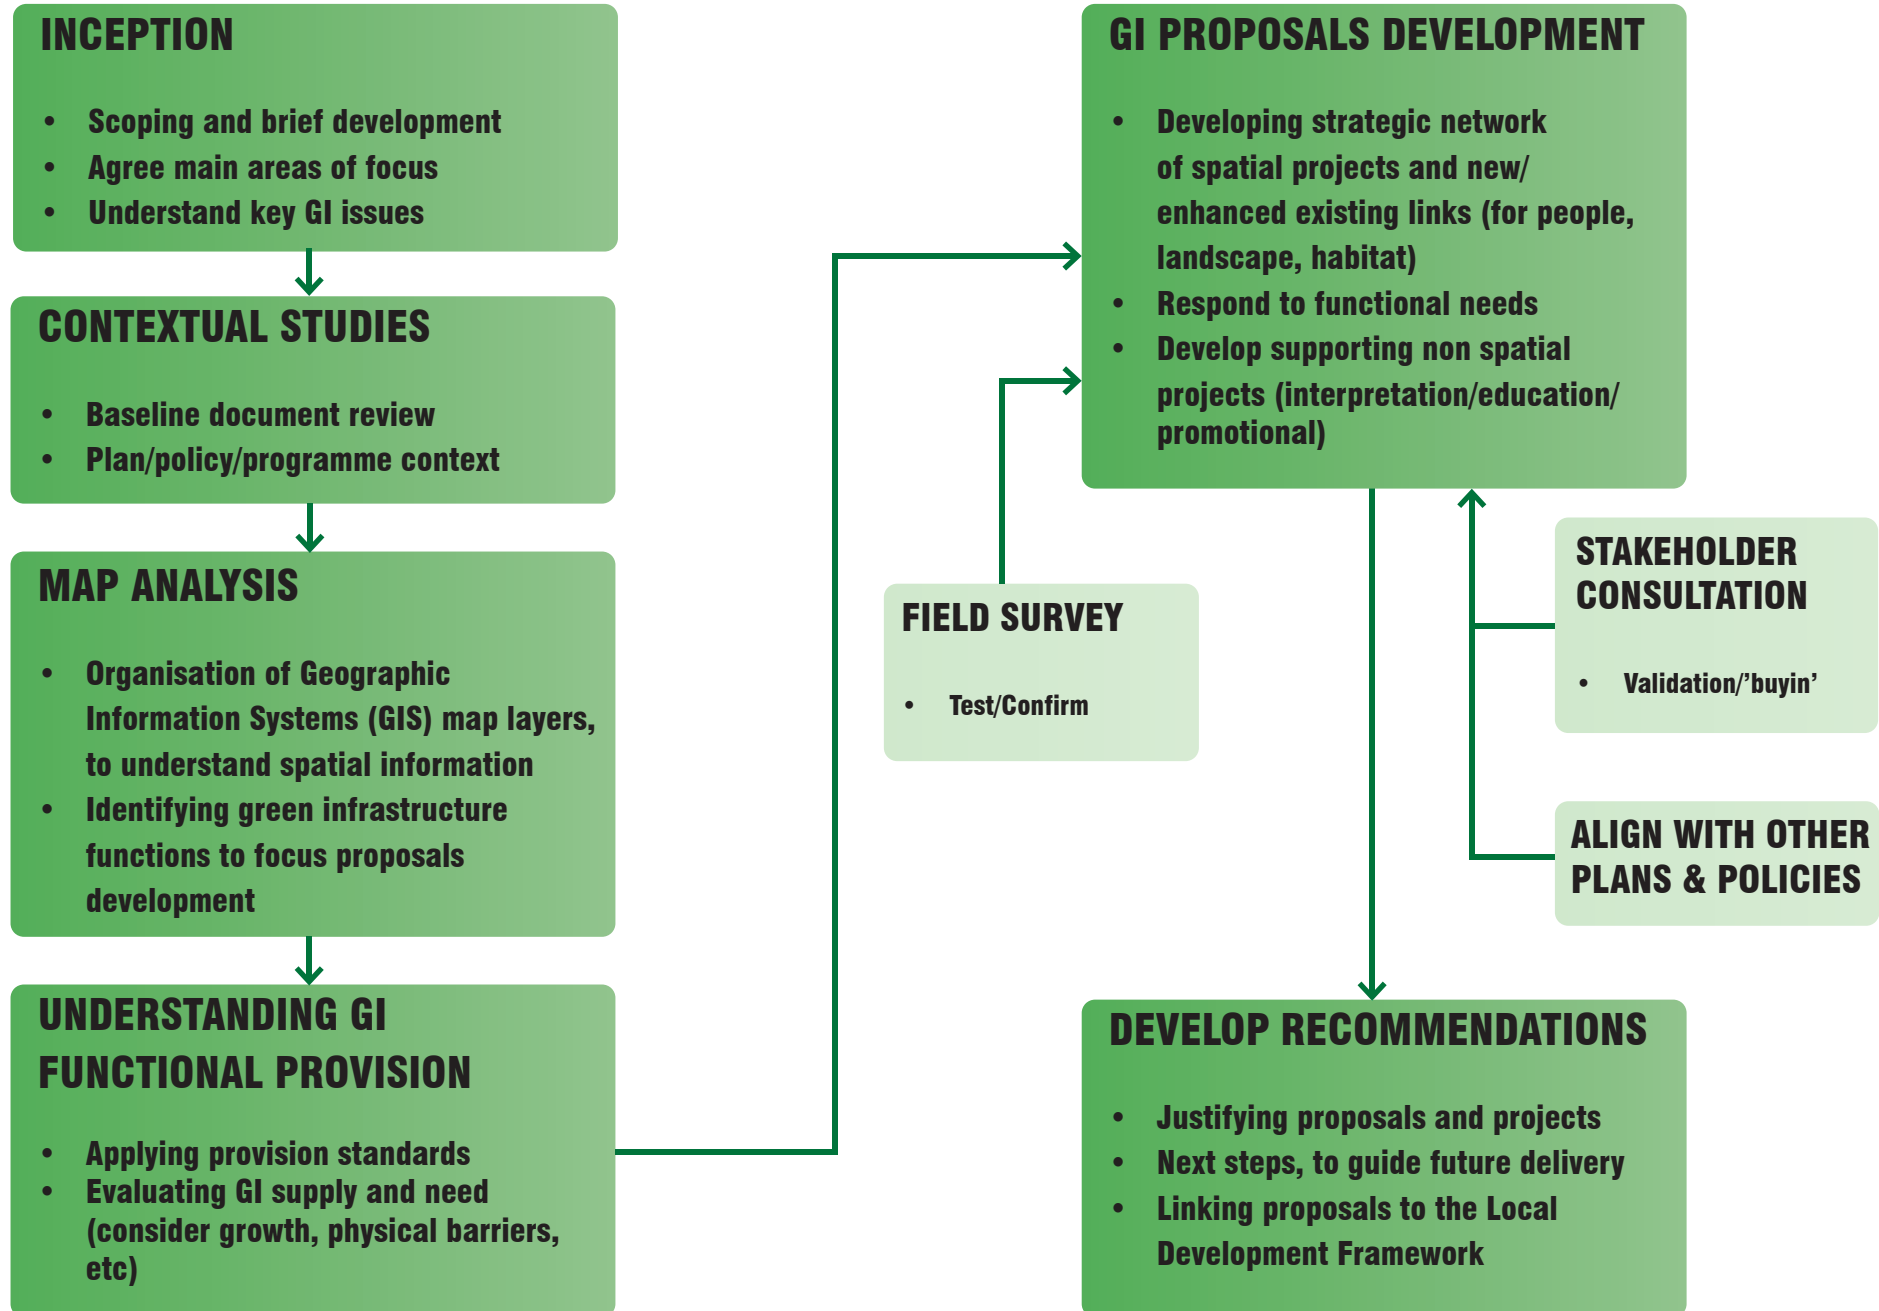 INCEPTION
• Scoping and brief development
• Agree main areas of focus
• Understand key GI issues
CONTEXTUAL STUDIES
• Baseline document review
• Plan/policy/programme context
MAP ANALYSIS
• Organisation of Geographic
Information Systems (GIS) map layers,
to understand spatial information
• Identifying green infrastructure
functions to focus proposals
development
UNDERSTANDING GI
FUNCTIONAL PROVISION
• Applying provision standards
• Evaluating GI supply and need
(consider growth, physical barriers,
etc)
GI PROPOSALS DEVELOPMENT
• Developing strategic network
of spatial projects and new/
enhanced existing links (for people,
landscape, habitat)
• Respond to functional needs
• Develop supporting non spatial
projects (interpretation/education/
promotional)
FIELD SURVEY
• Test/Confirm
STAKEHOLDER
CONSULTATION
• Validation/’buyin’
ALIGN WITH OTHER
PLANS & POLICIES
DEVELOP RECOMMENDATIONS
• Justifying proposals and projects
• Next steps, to guide future delivery
• Linking proposals to the Local
Development Framework